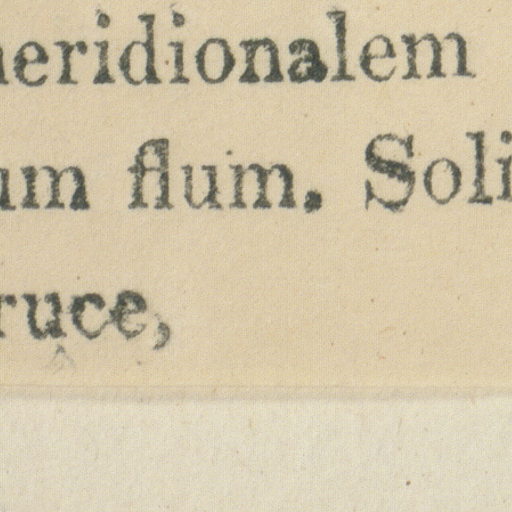 eridionalem
um flum. Soli
ruce,